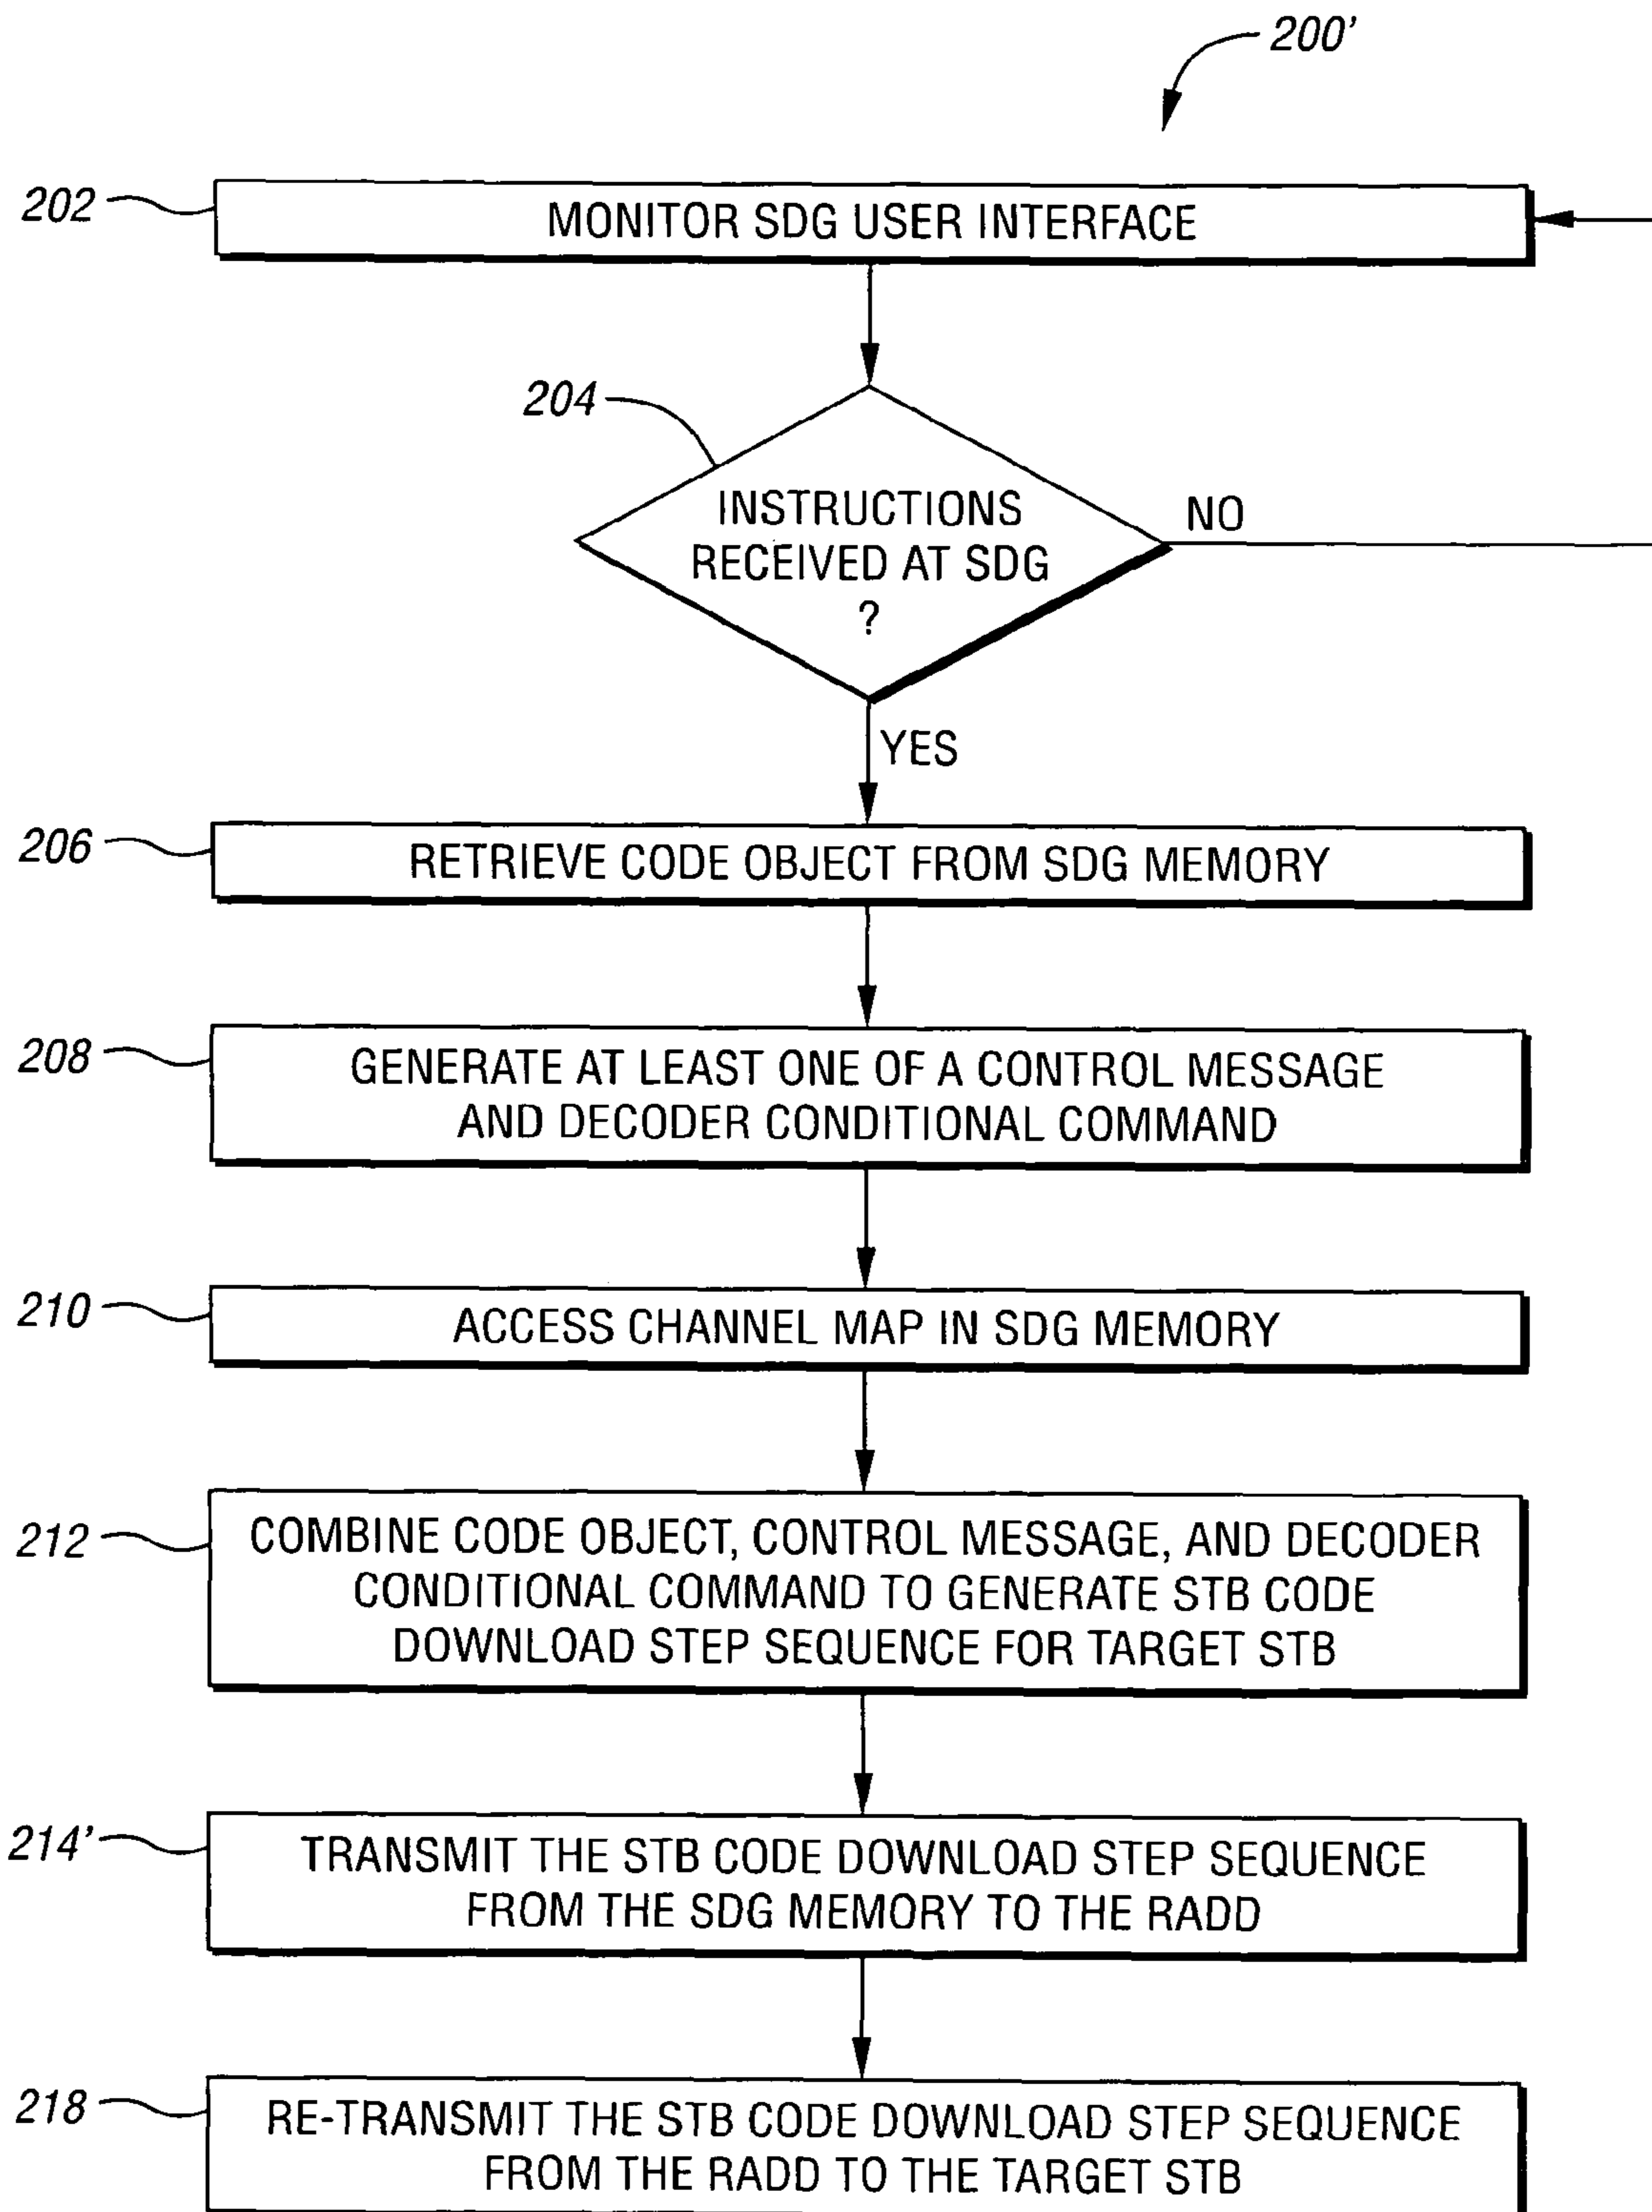 200'
202
MONITOR SDG USER INTERFACE
204
INSTRUCTIONS
RECEIVED AT SDG
?
NO
YES
206
RETRIEVE CODE OBJECT FROM SDG MEMORY
208
GENERATE AT LEAST ONE OF A CONTROL MESSAGE
AND DECODER CONDITIONAL COMMAND
210
ACCESS CHANNEL MAP IN SDG MEMORY
212
COMBINE CODE OBJECT, CONTROL MESSAGE, AND DECODER
CONDITIONAL COMMAND TO GENERATE STB CODE
DOWNLOAD STEP SEQUENCE FOR TARGET STB
214'
TRANSMIT THE STB CODE DOWNLOAD STEP SEQUENCE
FROM THE SDG MEMORY TO THE RADD
218
RE-TRANSMIT THE STB CODE DOWNLOAD STEP SEQUENCE
FROM THE RADD TO THE TARGET STB